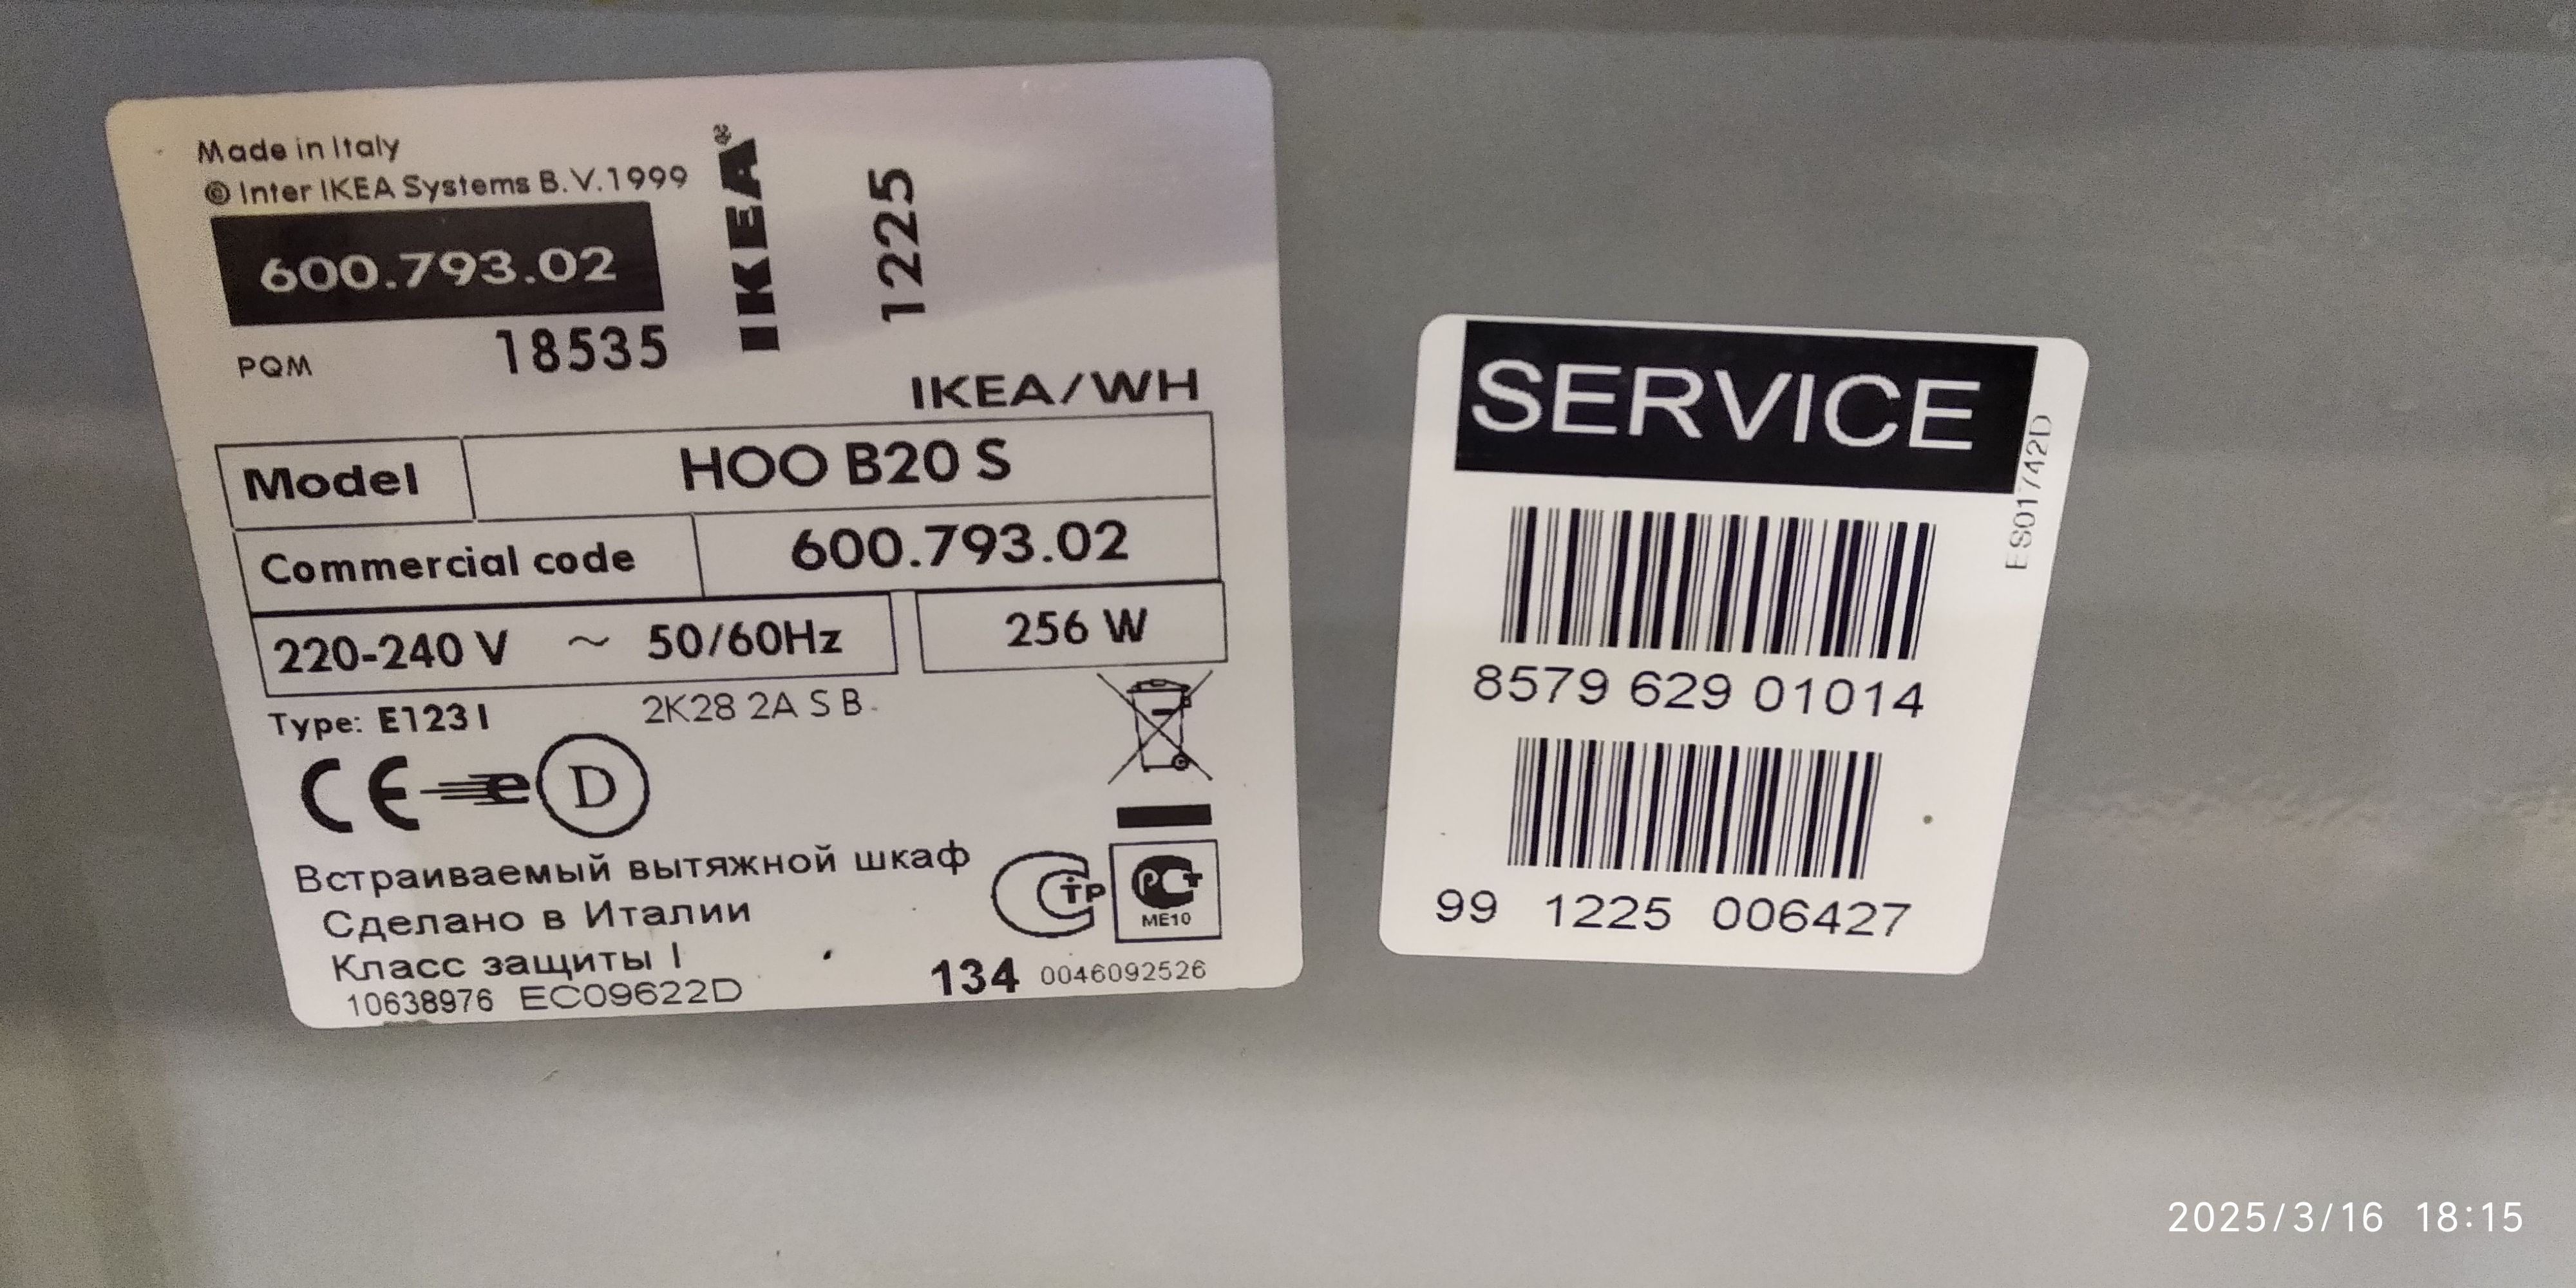 Made in Italy
© Inter IKEA Systems B.V.1999
600.793.02
PQM 18535
IKEA®
1225
IKEA/WH
Model HOO B20 S
Commercial code 600.793.02
220-240 V ~ 50/60Hz 256 W
Type: E123 I 2K28 2A S B
CE e D
Встраиваемый вытяжной шкаф
Сделано в Италии
Класс защиты I
TP
PCT
ME10
10638976 EC09622D 134 0046092526
SERVICE
ES01742D
8579 629 01014
99 1225 006427
2025/3/16 18:15